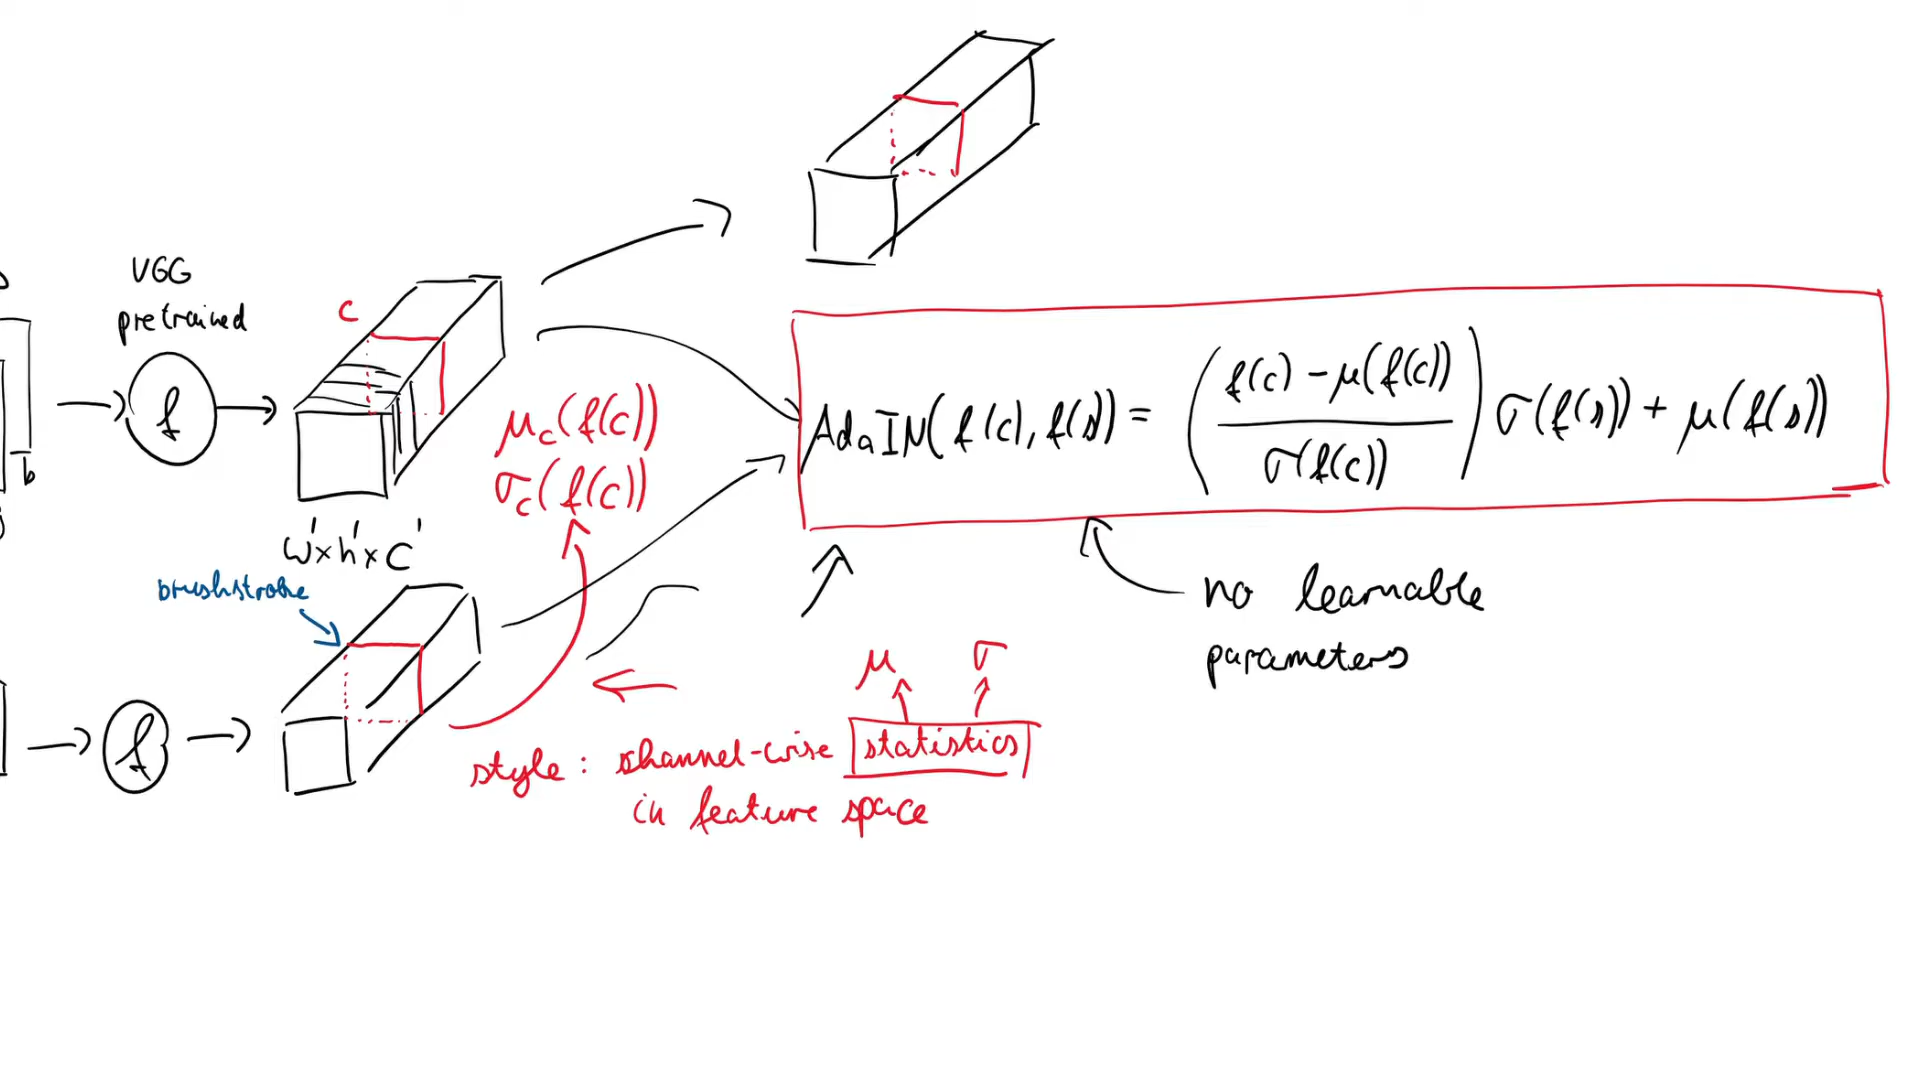 VGG
pretrained
f
c
μc(f(c))
σc(f(c))
w'×h'×C'
AdaIN(f(c), f(s)) = ( f(c) - μ(f(c)) / σ(f(c)) ) σ(f(s)) + μ(f(s))
no learnable
parameters
brushstroke
f
μ σ
style: channel-wise statistics
in feature space